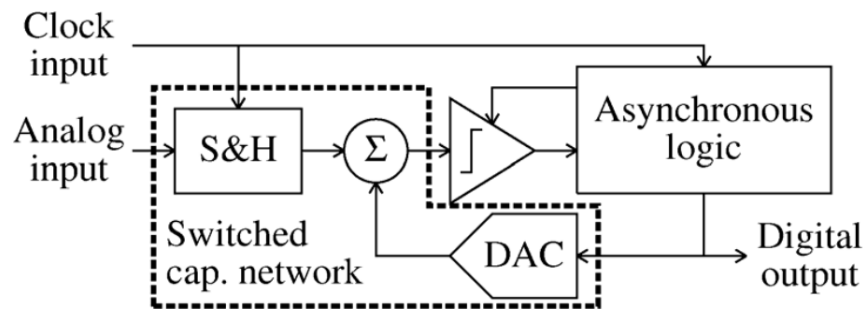 Clock
input
Analog
input
S&H
Σ
Asynchronous
logic
Switched
cap. network
DAC
Digital
output